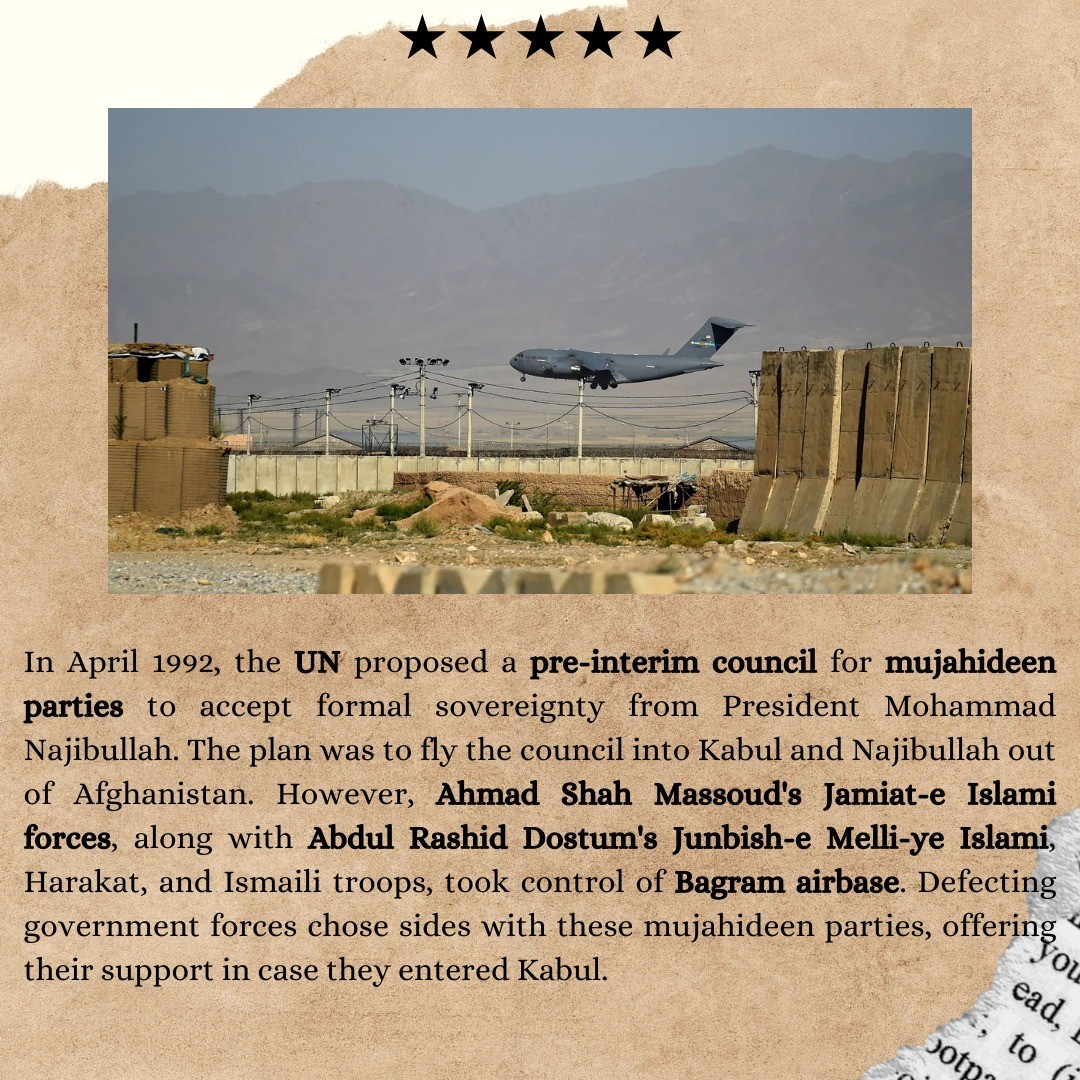 In April 1992, the UN proposed a pre-interim council for mujahideen
parties to accept formal sovereignty from President Mohammad
Najibullah. The plan was to fly the council into Kabul and Najibullah out
of Afghanistan. However, Ahmad Shah Massoud's Jamiat-e Islami
forces, along with Abdul Rashid Dostum's Junbish-e Melli-ye Islami,
Harakat, and Ismaili troops, took control of Bagram airbase. Defecting
government forces chose sides with these mujahideen parties, offering
their support in case they entered Kabul.
you
ead,
; to